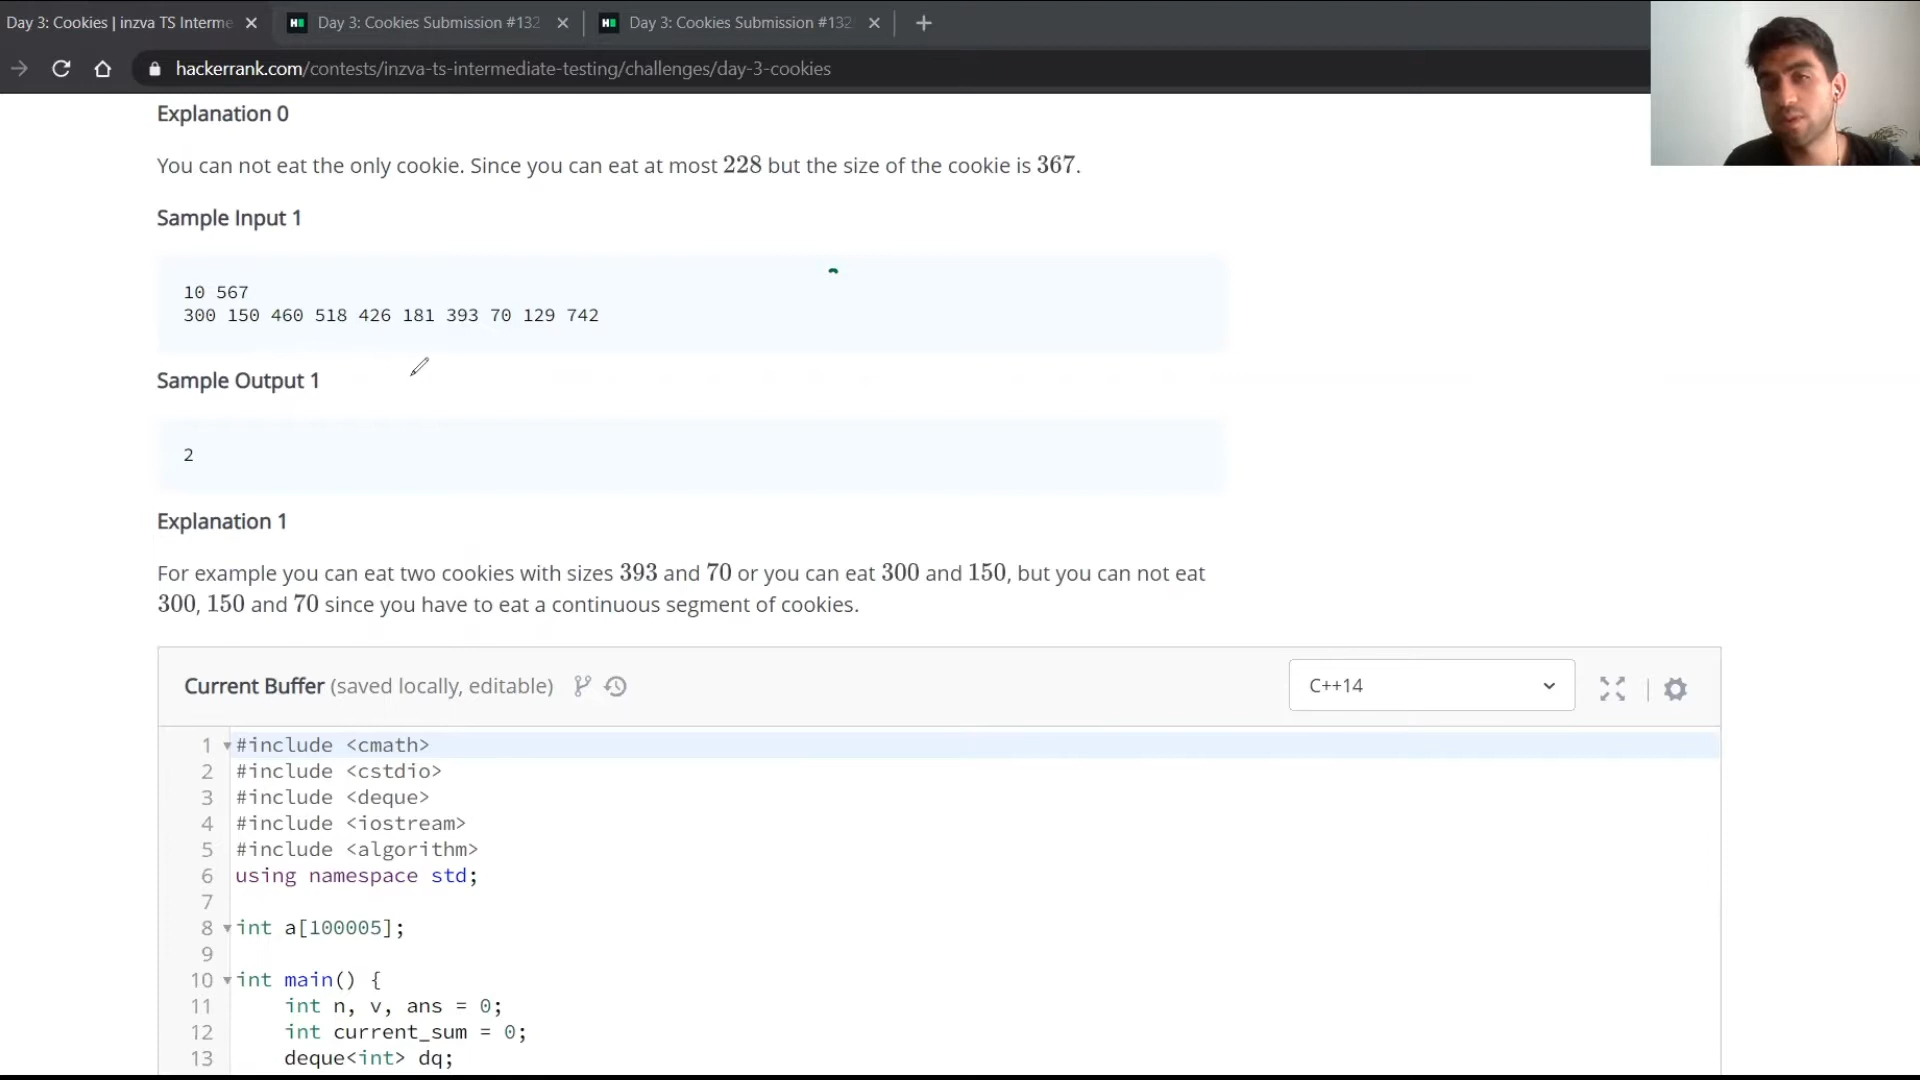 Day 3: Cookies | inzva TS Interme
Day 3: Cookies Submission #132
Day 3: Cookies Submission #132
hackerrank.com/contests/inzva-ts-intermediate-testing/challenges/day-3-cookies
Explanation 0
You can not eat the only cookie. Since you can eat at most 228 but the size of the cookie is 367.
Sample Input 1
10 567
300 150 460 518 426 181 393 70 129 742
Sample Output 1
2
Explanation 1
For example you can eat two cookies with sizes 393 and 70 or you can eat 300 and 150, but you can not eat
300, 150 and 70 since you have to eat a continuous segment of cookies.
Current Buffer (saved locally, editable)
C++14
1 #include <cmath>
2 #include <cstdio>
3 #include <deque>
4 #include <iostream>
5 #include <algorithm>
6 using namespace std;
7
8 int a[100005];
9
10 int main() {
11 int n, v, ans = 0;
12 int current_sum = 0;
13 deque<int> dq;